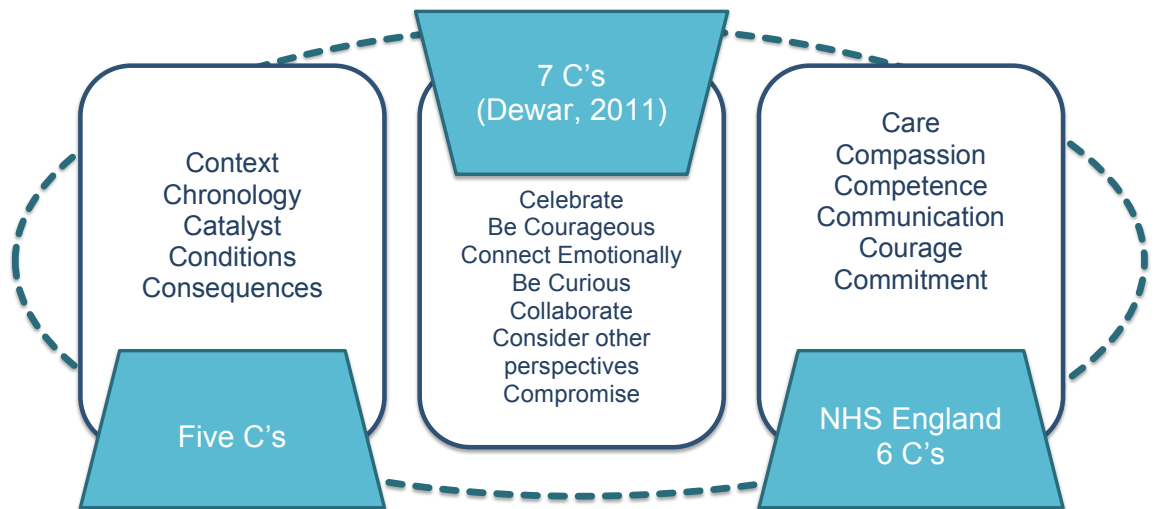 Context
Chronology
Catalyst
Conditions
Consequences
Five C’s
7 C’s
(Dewar, 2011)
Celebrate
Be Courageous
Connect Emotionally
Be Curious
Collaborate
Consider other
perspectives
Compromise
Care
Compassion
Competence
Communication
Courage
Commitment
NHS England
6 C’s